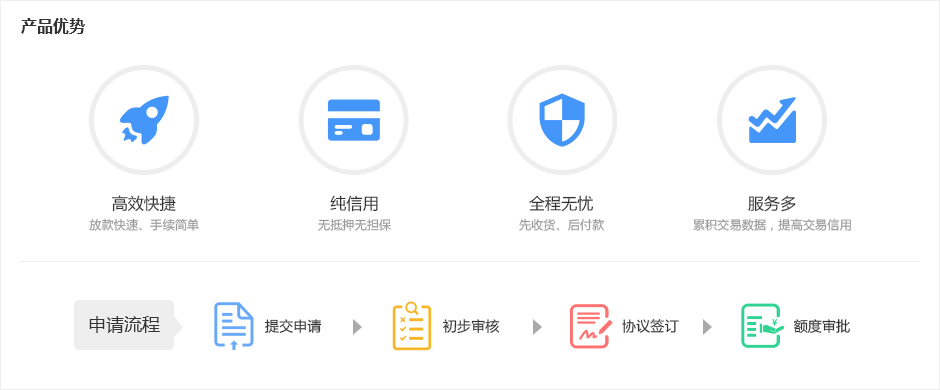 产品优势
高效快捷
放款快速、手续简单
纯信用
无抵押无担保
全程无忧
先收货、后付款
服务多
累积交易数据，提高交易信用
申请流程
提交申请
初步审核
协议签订
额度审批